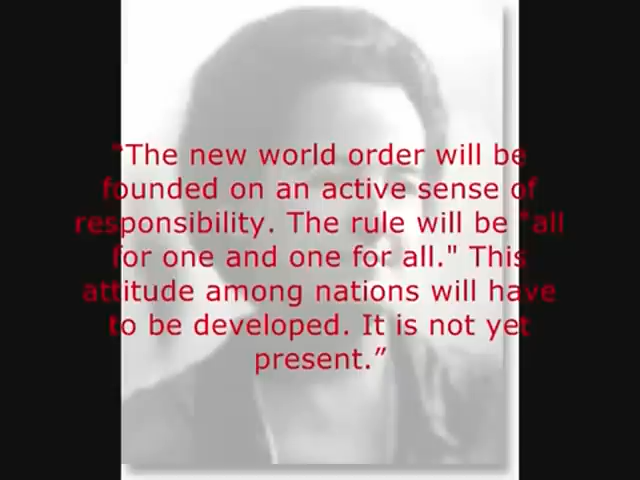 “The new world order will be
founded on an active sense of
responsibility. The rule will be "all
for one and one for all." This
attitude among nations will have
to be developed. It is not yet
present.”